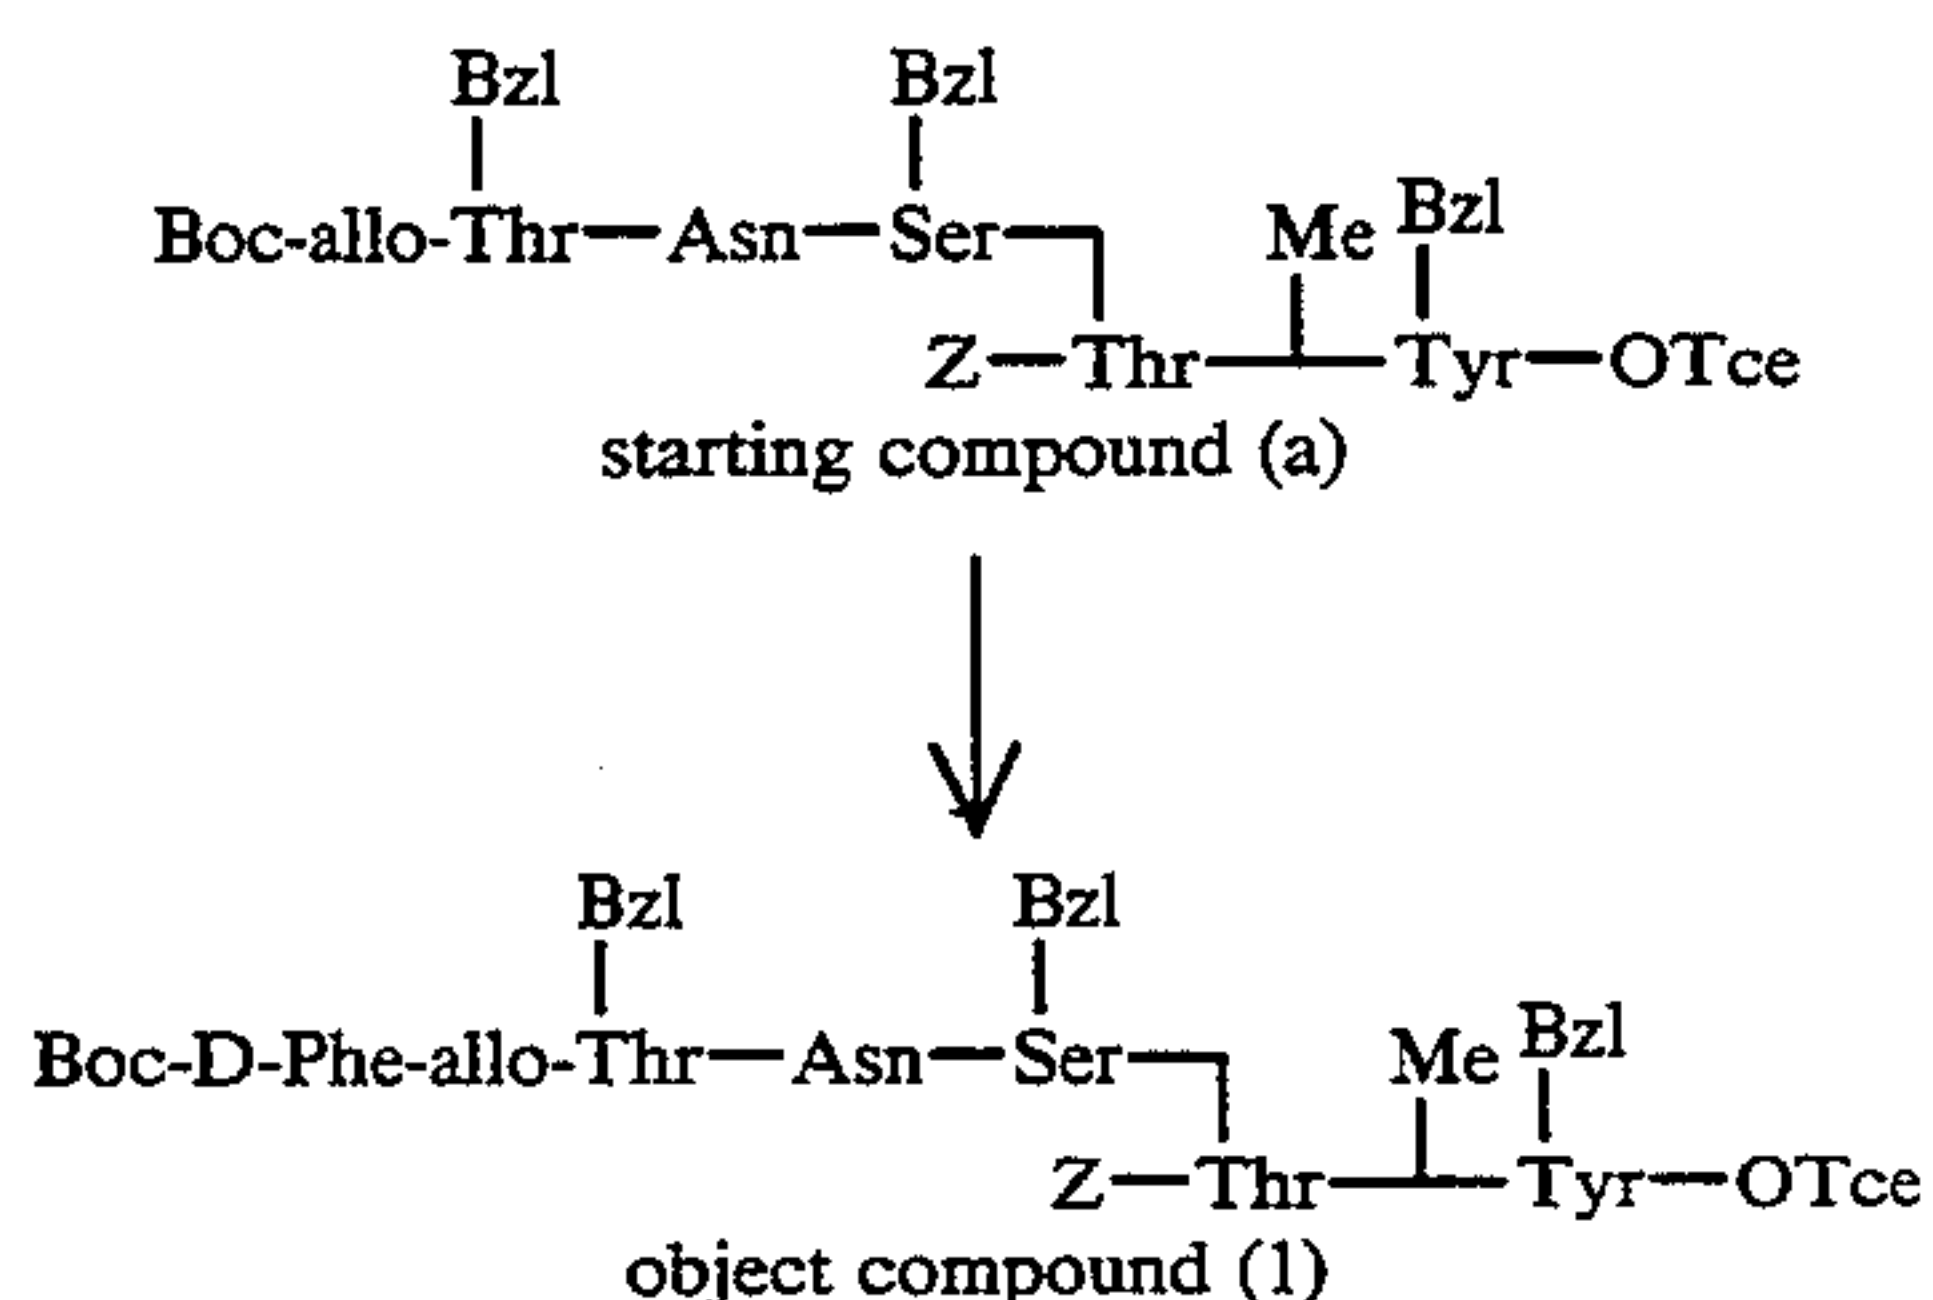 Bzl Bzl
Boc-allo-Thr—Asn—Ser
Me Bzl
Z—Thr Tyr—OTce
starting compound (a)
Bzl Bzl
Boc-D-Phe-allo-Thr—Asn—Ser
Me Bzl
Z—Thr Tyr—OTce
object compound (1)